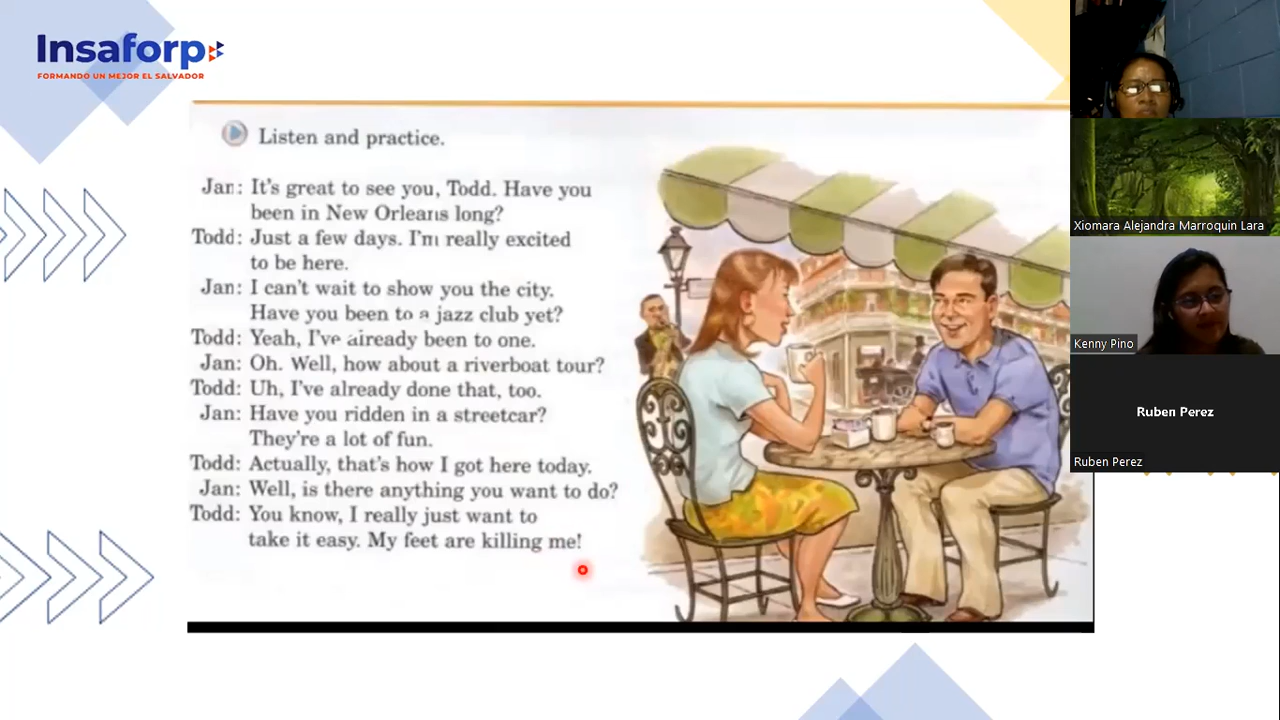 Insaforp
FORMANDO UN MEJOR EL SALVADOR
Listen and practice.
Jan: It's great to see you, Todd. Have you
been in New Orleans long?
Todd: Just a few days. I'm really excited
to be here.
Jan: I can't wait to show you the city.
Have you been to a jazz club yet?
Todd: Yeah, I've already been to one.
Jan: Oh. Well, how about a riverboat tour?
Todd: Uh, I've already done that, too.
Jan: Have you ridden in a streetcar?
They're a lot of fun.
Todd: Actually, that's how I got here today.
Jan: Well, is there anything you want to do?
Todd: You know, I really just want to
take it easy. My feet are killing me!
Xiomara Alejandra Marroquin Lara
Kenny Pino
Ruben Perez
Ruben Perez